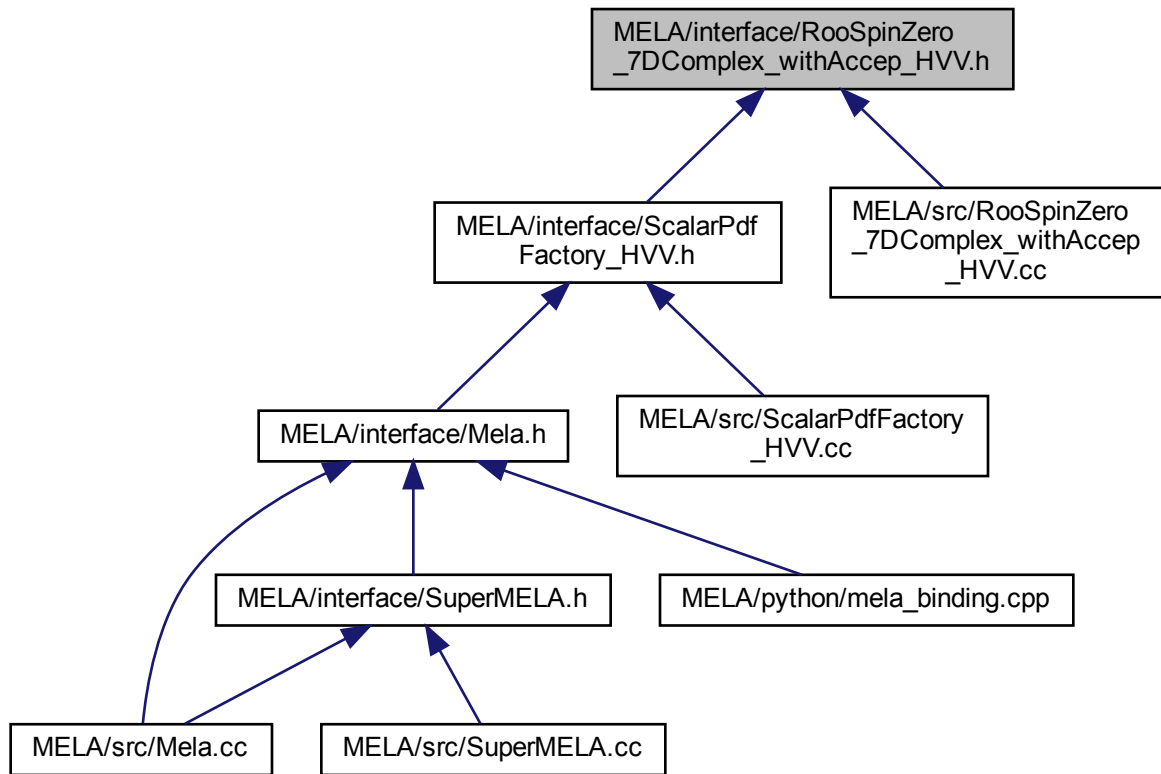 MELA/interface/RooSpinZero
_7DComplex_withAccep_HVV.h
MELA/interface/ScalarPdf
Factory_HVV.h
MELA/src/RooSpinZero
_7DComplex_withAccep
_HVV.cc
MELA/interface/Mela.h
MELA/src/ScalarPdfFactory
_HVV.cc
MELA/interface/SuperMELA.h
MELA/python/mela_binding.cpp
MELA/src/Mela.cc
MELA/src/SuperMELA.cc